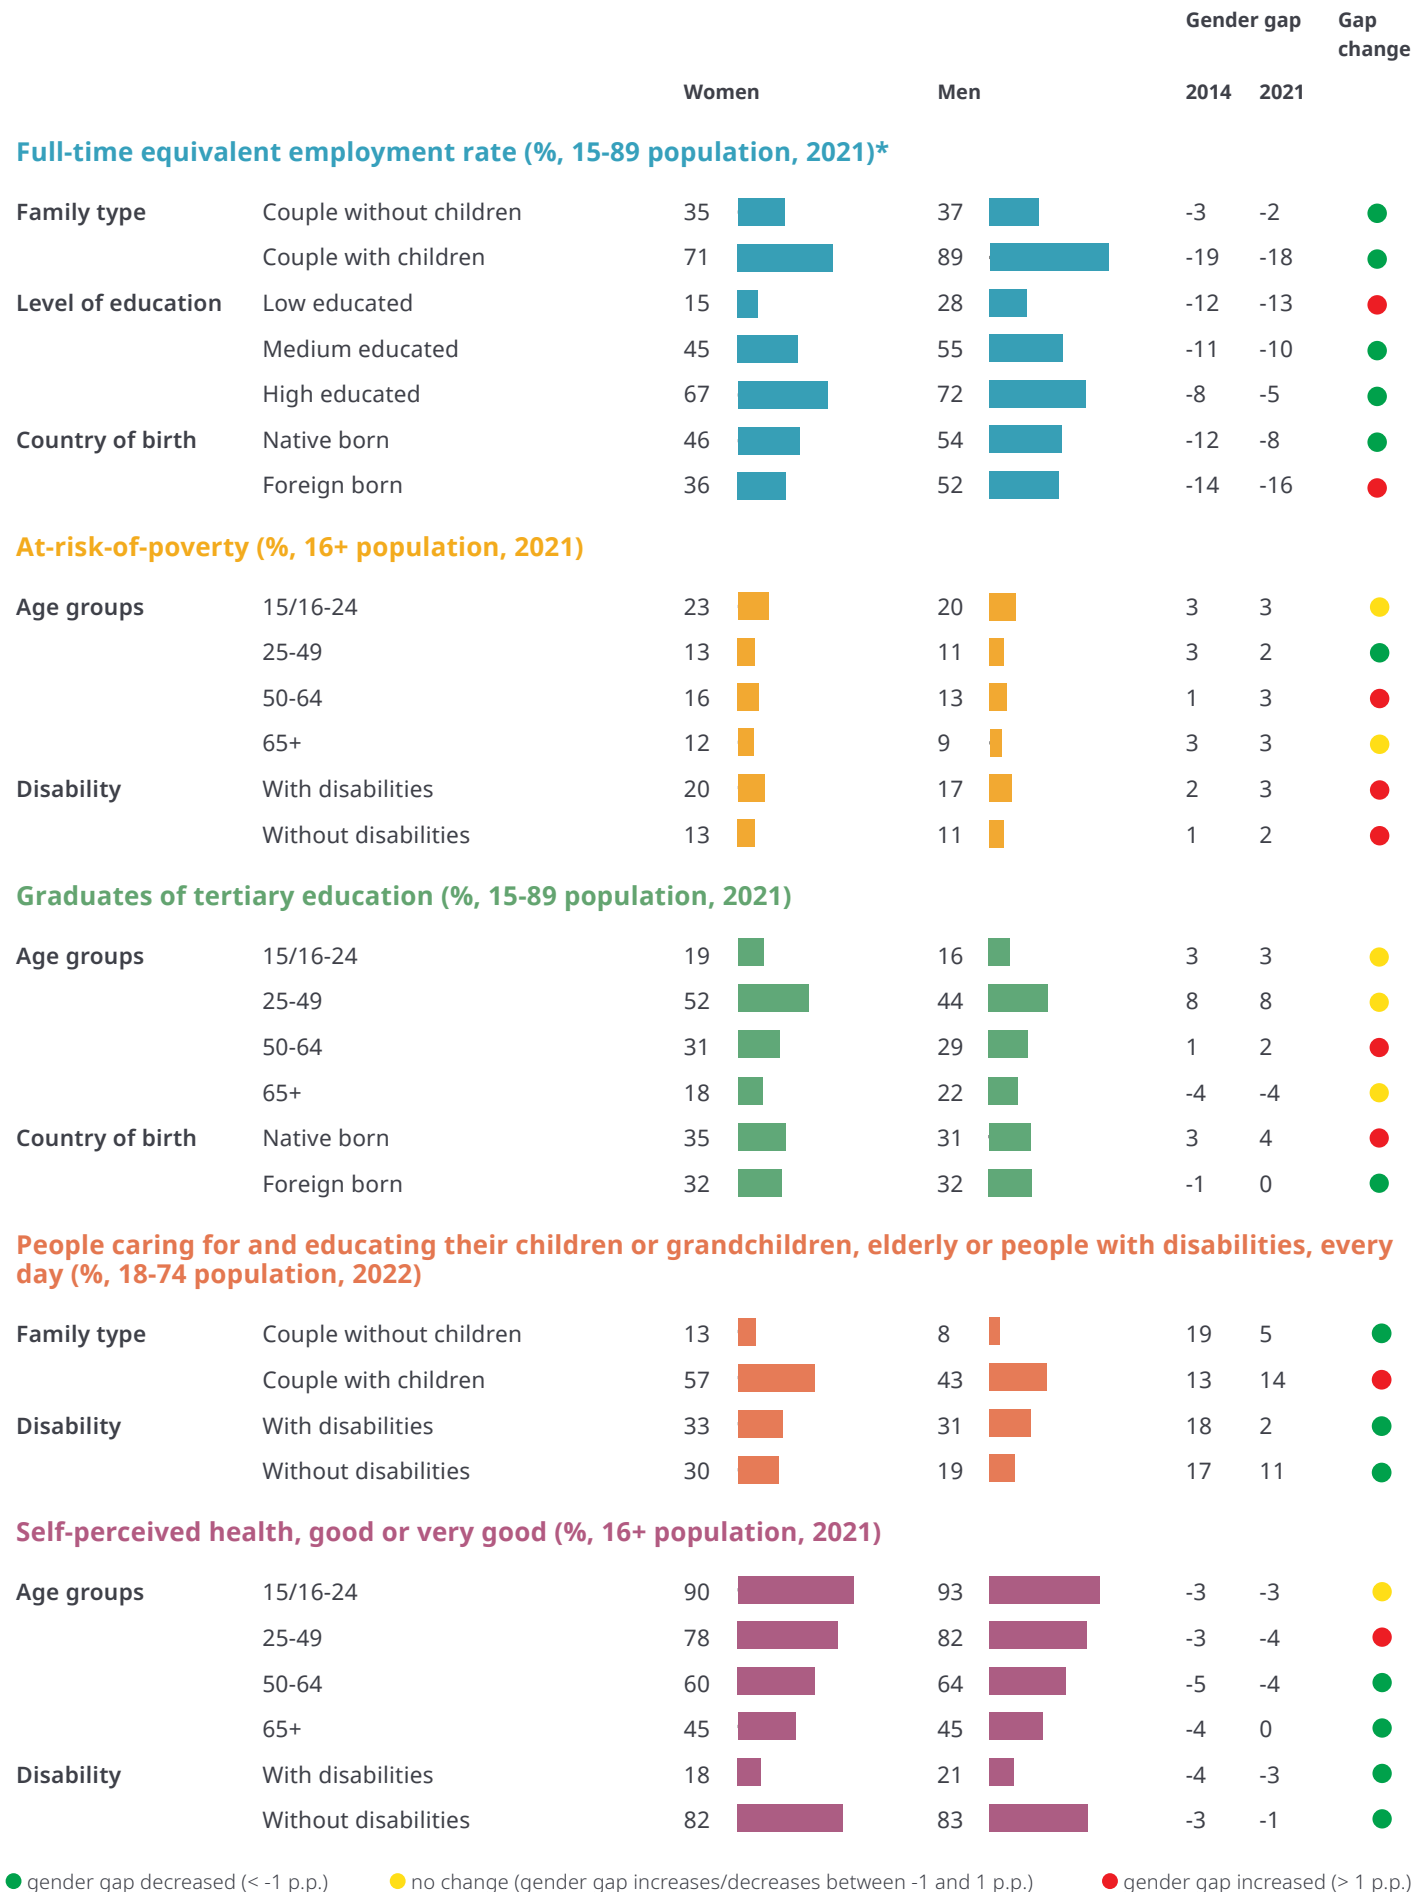 Gender gap Gap
change
Women Men 2014 2021
Full-time equivalent employment rate (%, 15-89 population, 2021)*
Family type Couple without children 35 37 -3 -2
Couple with children 71 89 -19 -18
Level of education Low educated 15 28 -12 -13
Medium educated 45 55 -11 -10
High educated 67 72 -8 -5
Country of birth Native born 46 54 -12 -8
Foreign born 36 52 -14 -16
At-risk-of-poverty (%, 16+ population, 2021)
Age groups 15/16-24 23 20 3 3
25-49 13 11 3 2
50-64 16 13 1 3
65+ 12 9 3 3
Disability With disabilities 20 17 2 3
Without disabilities 13 11 1 2
Graduates of tertiary education (%, 15-89 population, 2021)
Age groups 15/16-24 19 16 3 3
25-49 52 44 8 8
50-64 31 29 1 2
65+ 18 22 -4 -4
Country of birth Native born 35 31 3 4
Foreign born 32 32 -1 0
People caring for and educating their children or grandchildren, elderly or people with disabilities, every
day (%, 18-74 population, 2022)
Family type Couple without children 13 8 19 5
Couple with children 57 43 13 14
Disability With disabilities 33 31 18 2
Without disabilities 30 19 17 11
Self-perceived health, good or very good (%, 16+ population, 2021)
Age groups 15/16-24 90 93 -3 -3
25-49 78 82 -3 -4
50-64 60 64 -5 -4
65+ 45 45 -4 0
Disability With disabilities 18 21 -4 -3
Without disabilities 82 83 -3 -1
gender gap decreased (< -1 p.p.) no change (gender gap increases/decreases between -1 and 1 p.p.) gender gap increased (> 1 p.p.)